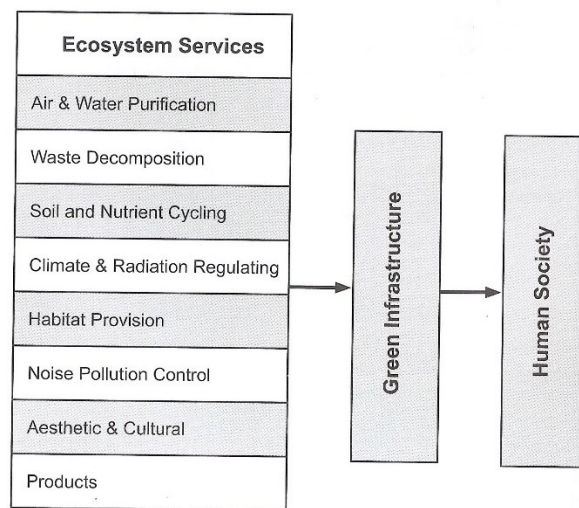 Ecosystem Services
Air & Water Purification
Waste Decomposition
Soil and Nutrient Cycling
Climate & Radiation Regulating
Habitat Provision
Noise Pollution Control
Aesthetic & Cultural
Products
Green Infrastructure
Human Society